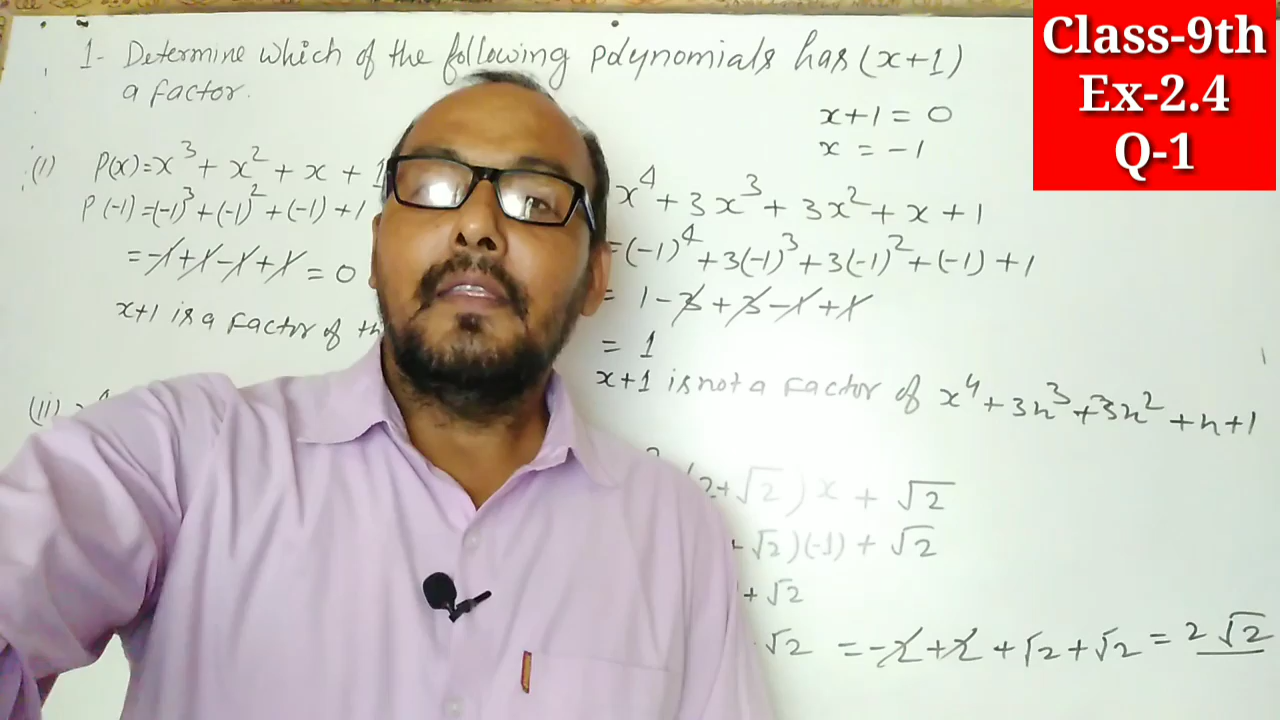 Class-9th
Ex-2.4
Q-1
1- Determine which of the following polynomials has (x+1)
a factor.
x+1 = 0
x = -1
(i) P(x)=x³ + x² + x + 1
P(-1)=(-1)³+(-1)²+(-1)+1
= -1+1-1+1 = 0
x+1 is a factor of
(ii)
x⁴ + 3x³ + 3x² + x + 1
=(-1)⁴+3(-1)³+3(-1)²+(-1)+1
= 1-3+3-1+1
= 1
x+1 is not a factor of x⁴+3x³+3x²+x+1
2+√2)x + √2
√2)(-1) + √2
+ √2
√2 = -2+2+√2+√2 = 2√2